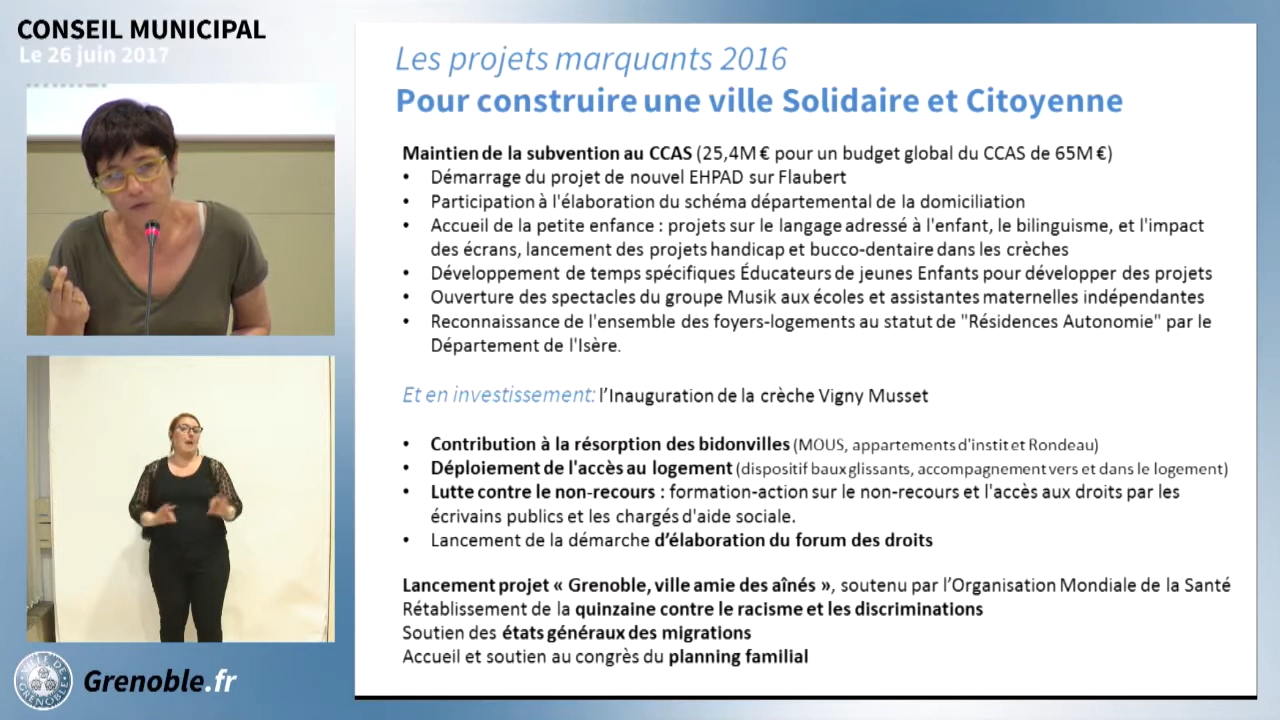 CONSEIL MUNICIPAL
Le 26 juin 2017
Les projets marquants 2016
Pour construire une ville Solidaire et Citoyenne
Maintien de la subvention au CCAS (25,4M € pour un budget global du CCAS de 65M €)
• Démarrage du projet de nouvel EHPAD sur Flaubert
• Participation à l'élaboration du schéma départemental de la domiciliation
• Accueil de la petite enfance : projets sur le langage adressé à l'enfant, le bilinguisme, et l'impact
des écrans, lancement des projets handicap et bucco-dentaire dans les crèches
• Développement de temps spécifiques Éducateurs de jeunes Enfants pour développer des projets
• Ouverture des spectacles du groupe Musik aux écoles et assistantes maternelles indépendantes
• Reconnaissance de l'ensemble des foyers-logements au statut de "Résidences Autonomie" par le
Département de l'Isère.
Et en investissement: l'Inauguration de la crèche Vigny Musset
• Contribution à la résorption des bidonvilles (MOUS, appartements d'instit et Rondeau)
• Déploiement de l'accès au logement (dispositif baux glissants, accompagnement vers et dans le logement)
• Lutte contre le non-recours : formation-action sur le non-recours et l'accès aux droits par les
écrivains publics et les chargés d'aide sociale.
• Lancement de la démarche d'élaboration du forum des droits
Lancement projet « Grenoble, ville amie des aînés », soutenu par l'Organisation Mondiale de la Santé
Rétablissement de la quinzaine contre le racisme et les discriminations
Soutien des états généraux des migrations
Accueil et soutien au congrès du planning familial
VILLE DE GRENOBLE
Grenoble.fr